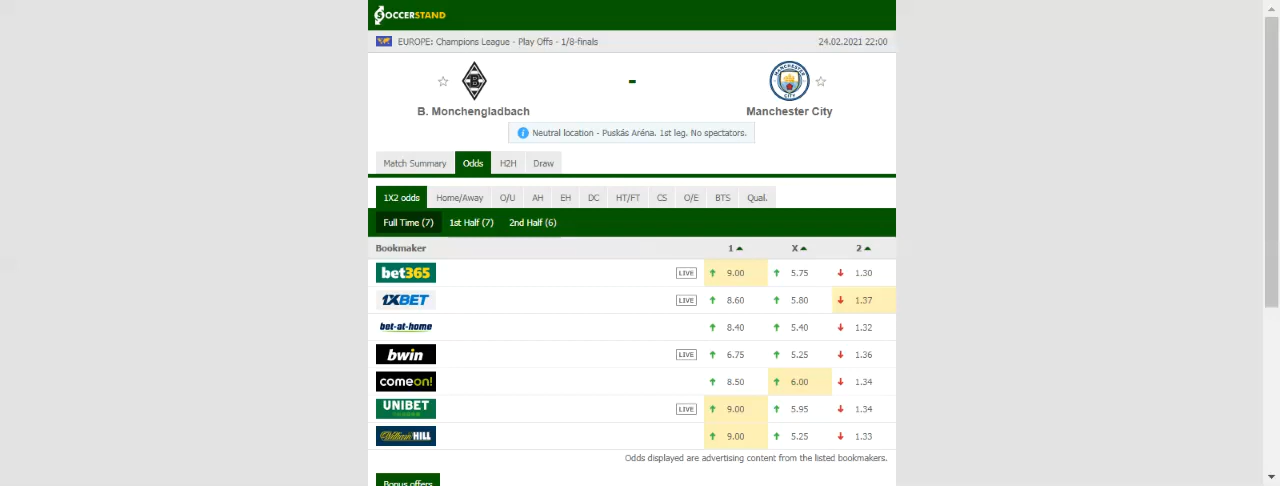 SOCCERSTAND
EUROPE: Champions League - Play Offs - 1/8-finals 24.02.2021 22:00
-
B. Monchengladbach Manchester City
Neutral location - Puskás Aréna. 1st leg. No spectators.
Match Summary Odds H2H Draw
1X2 odds Home/Away O/U AH EH DC HT/FT CS O/E BTS Qual.
Full Time (7) 1st Half (7) 2nd Half (6)
Bookmaker 1 X 2
bet365 LIVE 9.00 5.75 1.30
1XBET LIVE 8.60 5.80 1.37
bet-at-home 8.40 5.40 1.32
bwin LIVE 6.75 5.25 1.36
comeon! 8.50 6.00 1.34
UNIBET LIVE 9.00 5.95 1.34
William HILL 9.00 5.25 1.33
Odds displayed are advertising content from the listed bookmakers.
Bonus offers